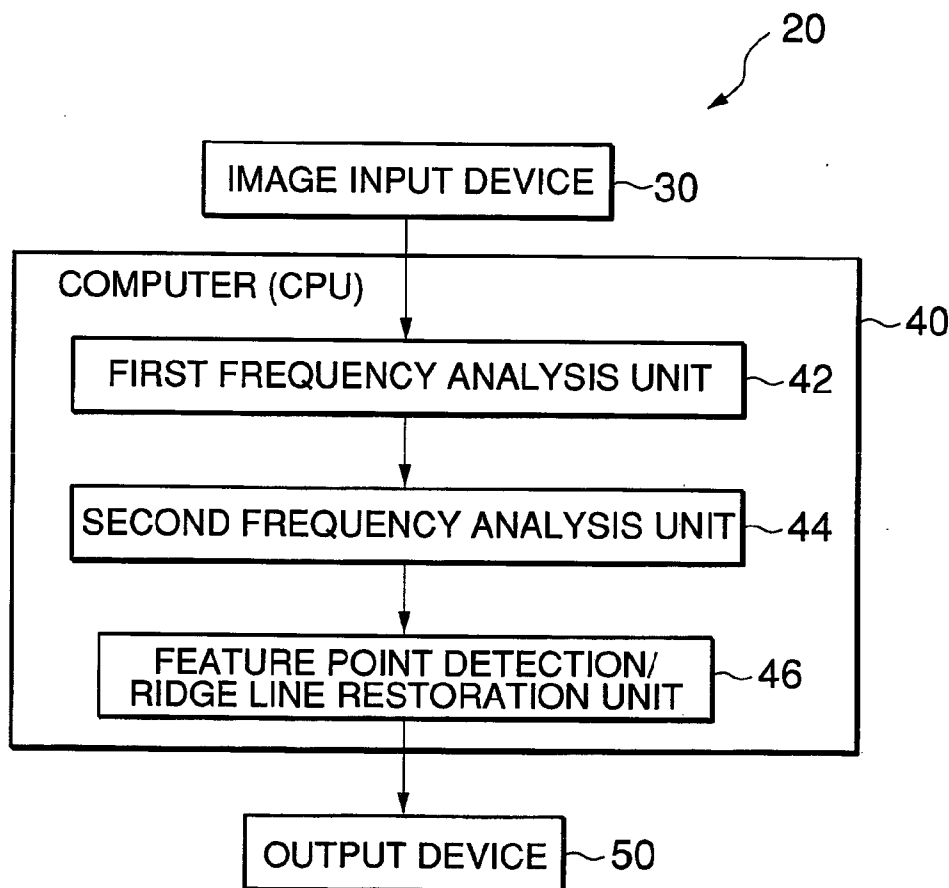 20
IMAGE INPUT DEVICE
30
COMPUTER (CPU)
40
FIRST FREQUENCY ANALYSIS UNIT
42
SECOND FREQUENCY ANALYSIS UNIT
44
FEATURE POINT DETECTION/
RIDGE LINE RESTORATION UNIT
46
OUTPUT DEVICE
50